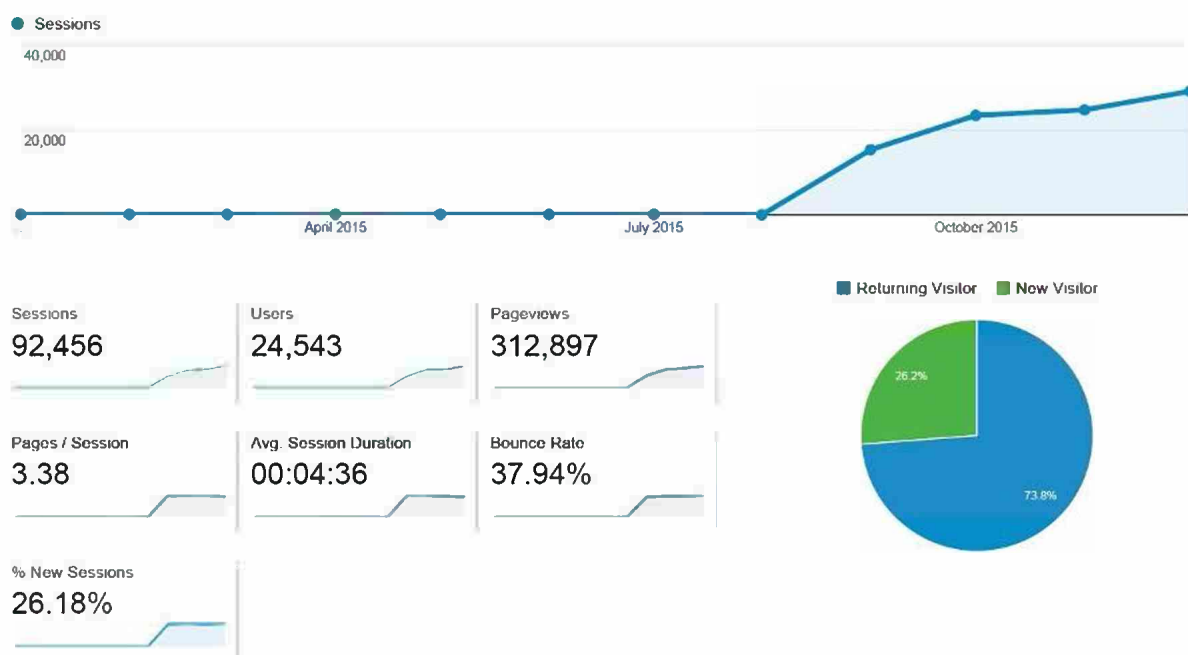 Sessions
40,000
20,000
April 2015
July 2015
October 2015
Returning Visitor
New Visitor
Sessions
92,456
Users
24,543
Pageviews
312,897
26.2%
73.8%
Pages / Session
3.38
Avg. Session Duration
00:04:36
Bounce Rate
37.94%
% New Sessions
26.18%